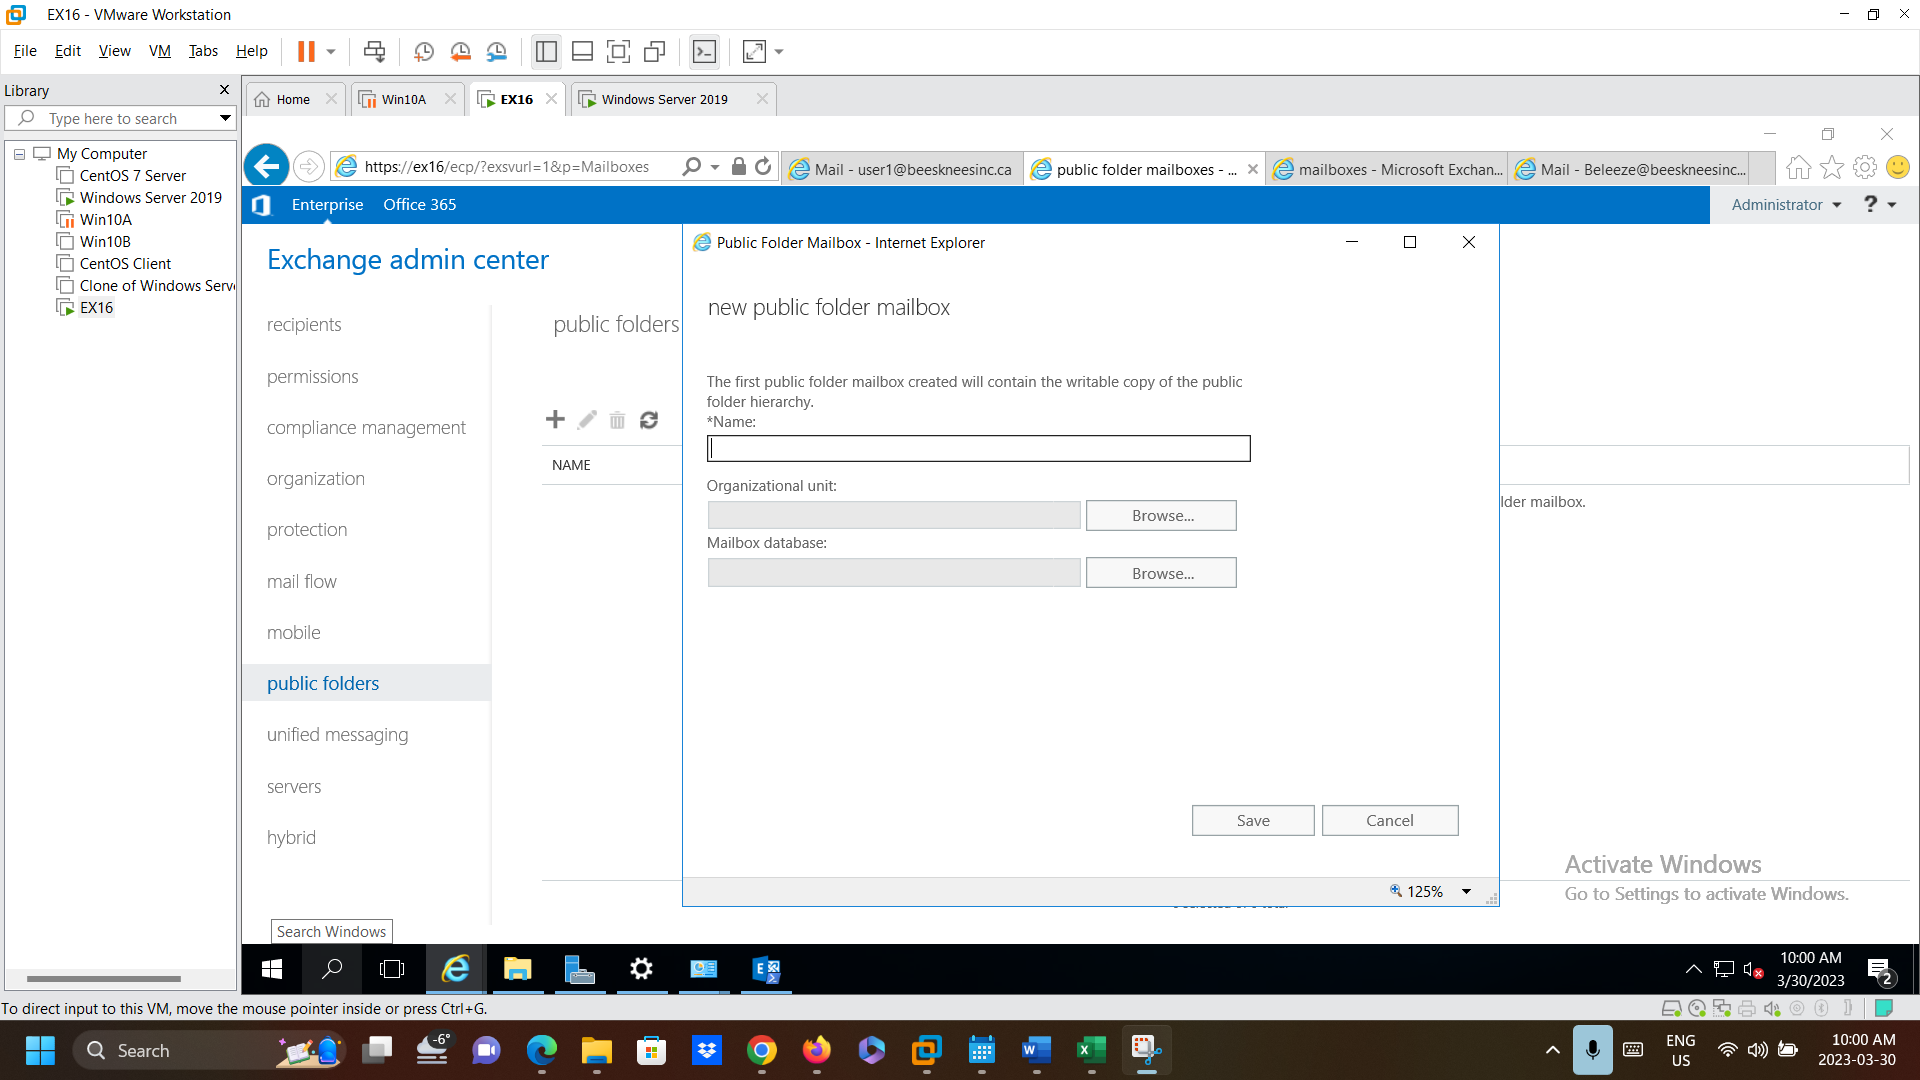 EX16 - VMware Workstation
File Edit View VM Tabs Help
Library
Type here to search
My Computer
CentOS 7 Server
Windows Server 2019
Win10A
Win10B
CentOS Client
Clone of Windows Serv
EX16
Home
Win10A
EX16
Windows Server 2019
https://ex16/ecp/?exsvurl=1&p=Mailboxes
Mail - user1@beeskneesinc.ca
public folder mailboxes - ...
mailboxes - Microsoft Exchan...
Mail - Beleeze@beeskneesinc...
Enterprise Office 365
Administrator ?
Exchange admin center
recipients
permissions
compliance management
organization
protection
mail flow
mobile
public folders
unified messaging
servers
hybrid
public folders
NAME
lder mailbox.
Public Folder Mailbox - Internet Explorer
new public folder mailbox
The first public folder mailbox created will contain the writable copy of the public
folder hierarchy.
*Name:
Organizational unit:
Browse...
Mailbox database:
Browse...
Save Cancel
125%
Activate Windows
Go to Settings to activate Windows.
Search Windows
10:00 AM
3/30/2023
2
To direct input to this VM, move the mouse pointer inside or press Ctrl+G.
Search
-6°
ENG
US
10:00 AM
2023-03-30